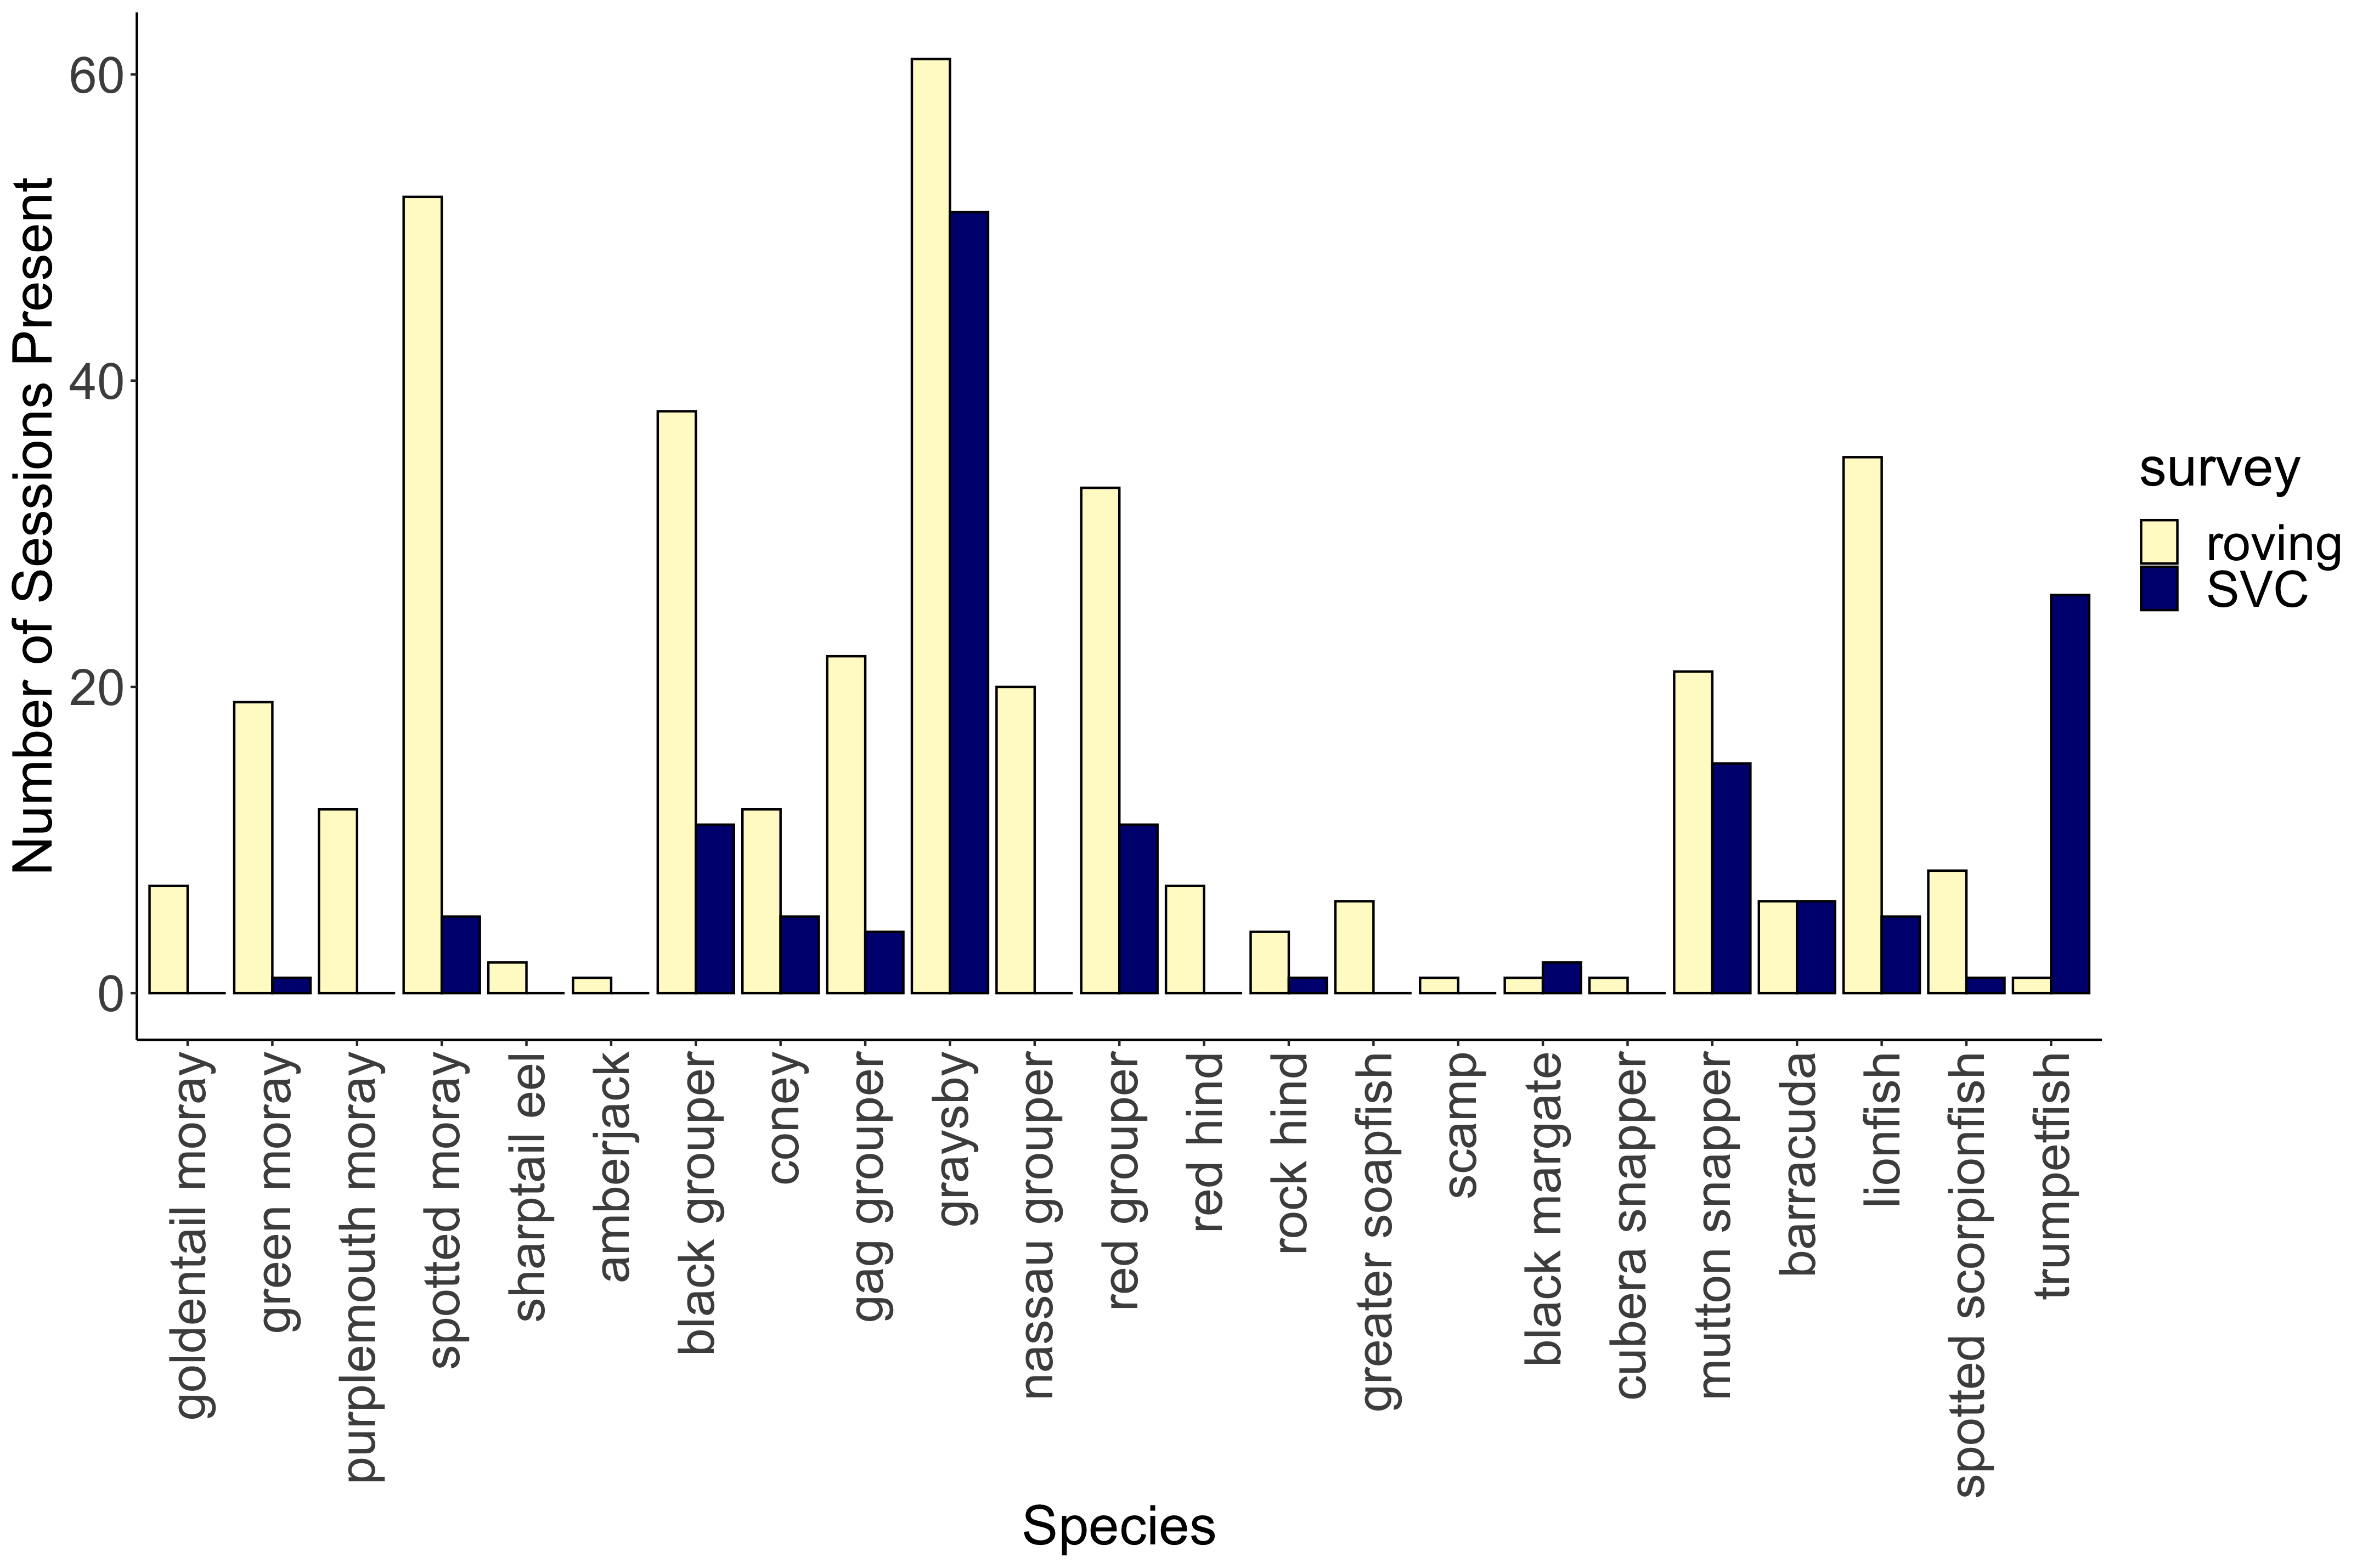 Number of Sessions Present
60
40
20
0
goldentail moray
green moray
purplemouth moray
spotted moray
sharptail eel
amberjack
black grouper
coney
gag grouper
graysby
nassau grouper
red grouper
red hind
rock hind
greater soapfish
scamp
black margate
cubera snapper
mutton snapper
barracuda
lionfish
spotted scorpionfish
trumpetfish
Species
survey
roving
SVC